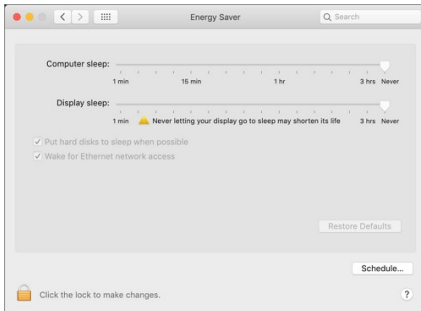 Energy Saver
Search
Computer sleep:
1 min 15 min 1 hr 3 hrs Never
Display sleep:
1 min Never letting your display go to sleep may shorten its life 3 hrs Never
Put hard disks to sleep when possible
Wake for Ethernet network access
Restore Defaults
Schedule...
Click the lock to make changes.
?